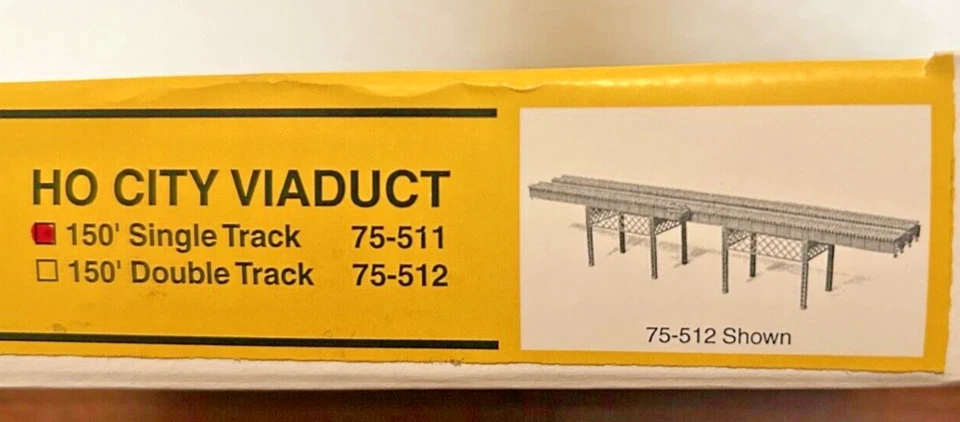 HO CITY VIADUCT
150' Single Track 75-511
150' Double Track 75-512
75-512 Shown